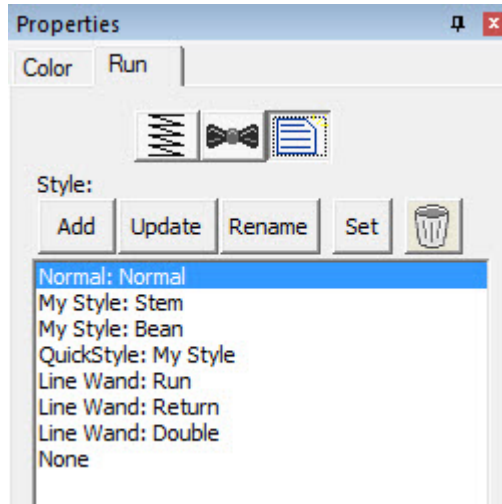 Properties
Color Run
Style:
Add Update Rename Set
Normal: Normal
My Style: Stem
My Style: Bean
QuickStyle: My Style
Line Wand: Run
Line Wand: Return
Line Wand: Double
None